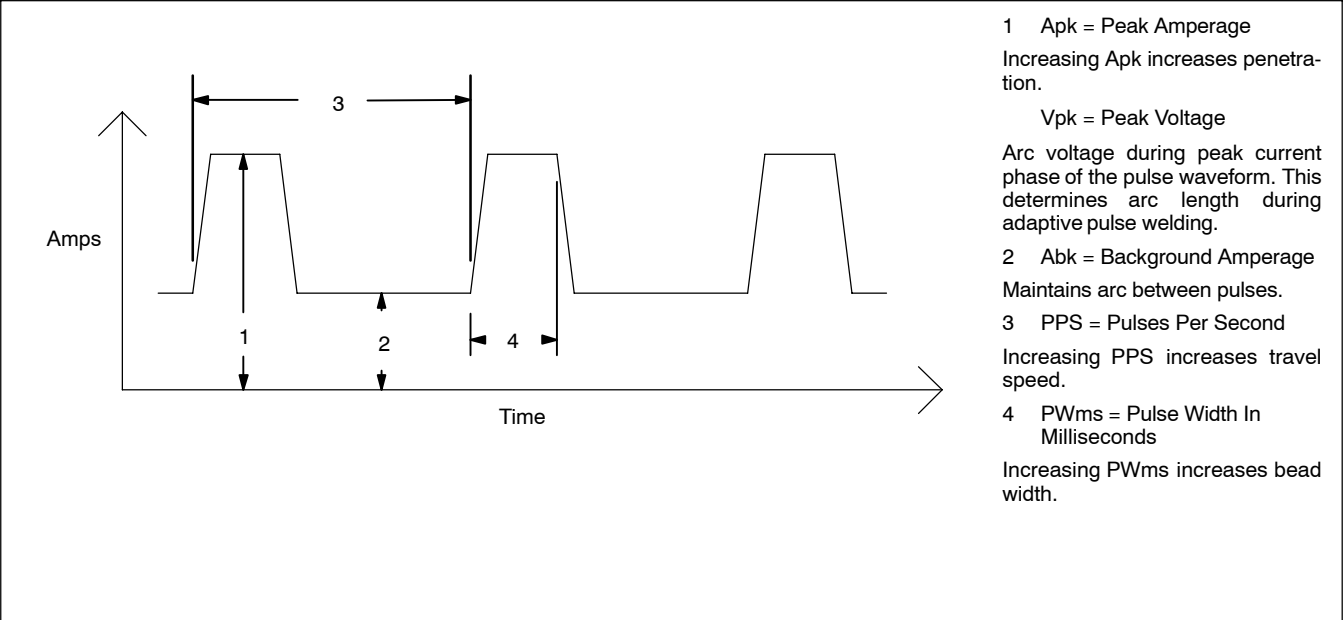 3
Amps
1
2
4
Time
1 Apk = Peak Amperage
Increasing Apk increases penetra-
tion.
Vpk = Peak Voltage
Arc voltage during peak current
phase of the pulse waveform. This
determines arc length during
adaptive pulse welding.
2 Abk = Background Amperage
Maintains arc between pulses.
3 PPS = Pulses Per Second
Increasing PPS increases travel
speed.
4 PWms = Pulse Width In
Milliseconds
Increasing PWms increases bead
width.